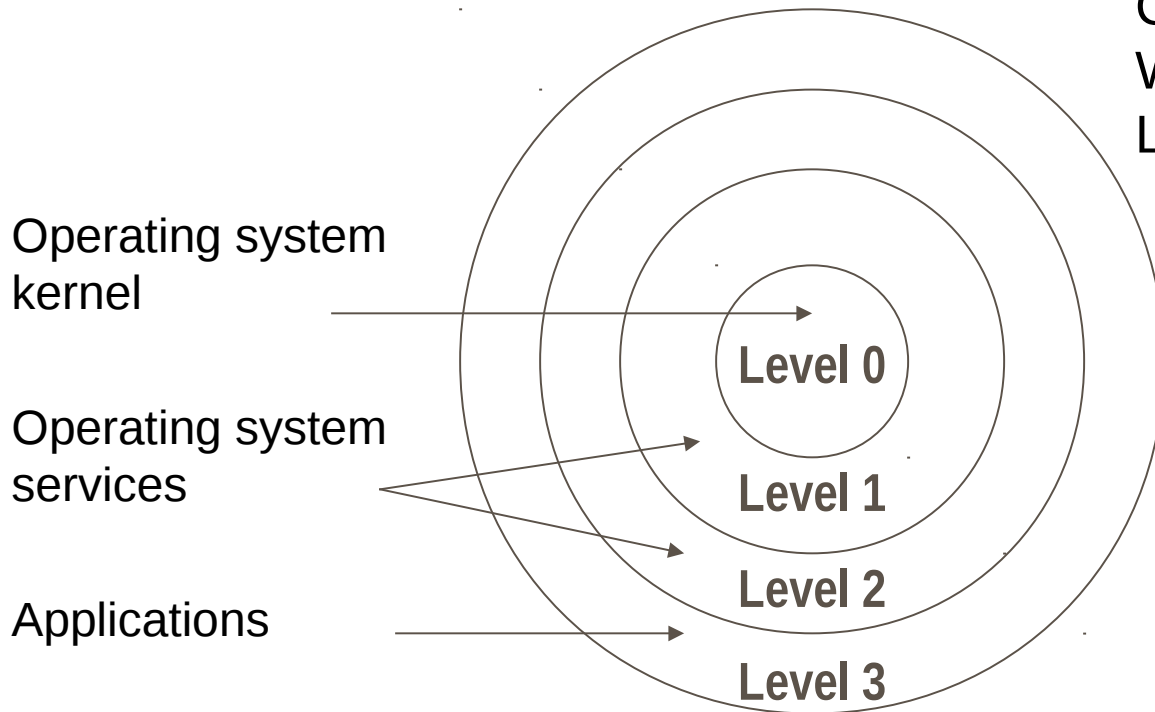 Operating system
kernel
Operating system
services
Applications
Level 0
Level 1
Level 2
Level 3